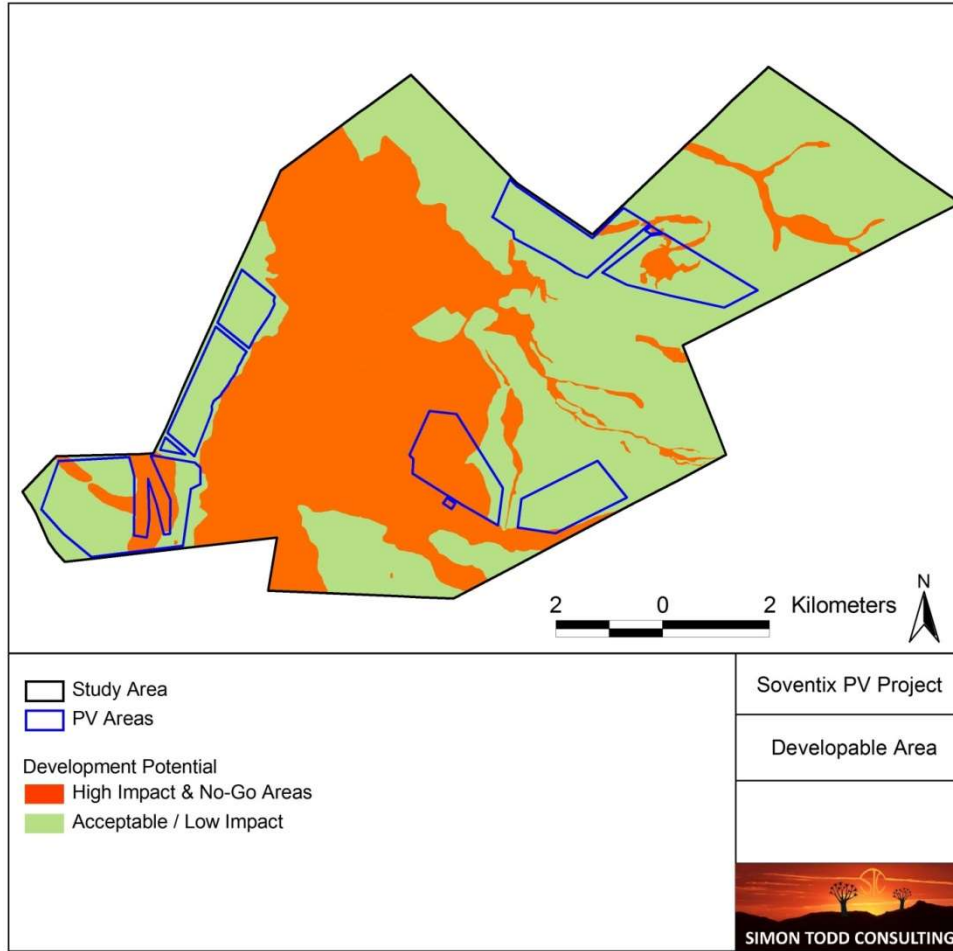 N
2 0 2 Kilometers
Study Area
PV Areas
Development Potential
High Impact & No-Go Areas
Acceptable / Low Impact
Soventix PV Project
Developable Area
STC
SIMON TODD CONSULTING